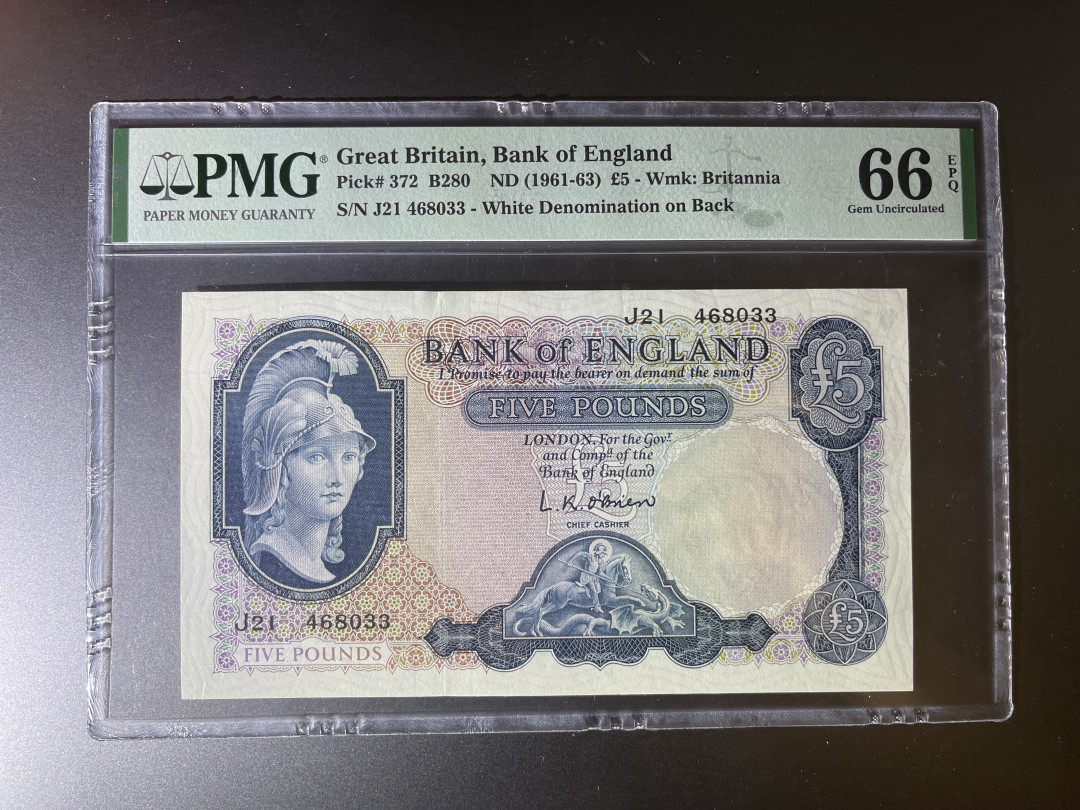 PMG®
PAPER MONEY GUARANTY
Great Britain, Bank of England
Pick# 372 B280 ND (1961-63) £5 - Wmk: Britannia
S/N J21 468033 - White Denomination on Back
66
EPQ
Gem Uncirculated
J21 468033
BANK of ENGLAND
I Promise to pay the bearer on demand the sum of
FIVE POUNDS
£5
LONDON, For the Govʳ
and Compᵃ of the
Bank of England
£5
L.K. O'Brien
CHIEF CASHIER
J21 468033
FIVE POUNDS
£5